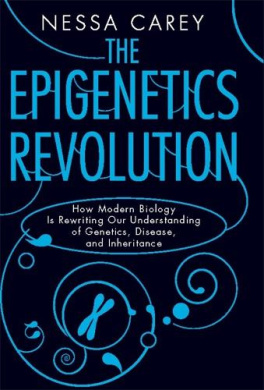 NESSA CAREY
THE
EPIGENETICS
REVOLUTION
How Modern Biology
Is Rewriting Our Understanding
of Genetics, Disease,
and Inheritance